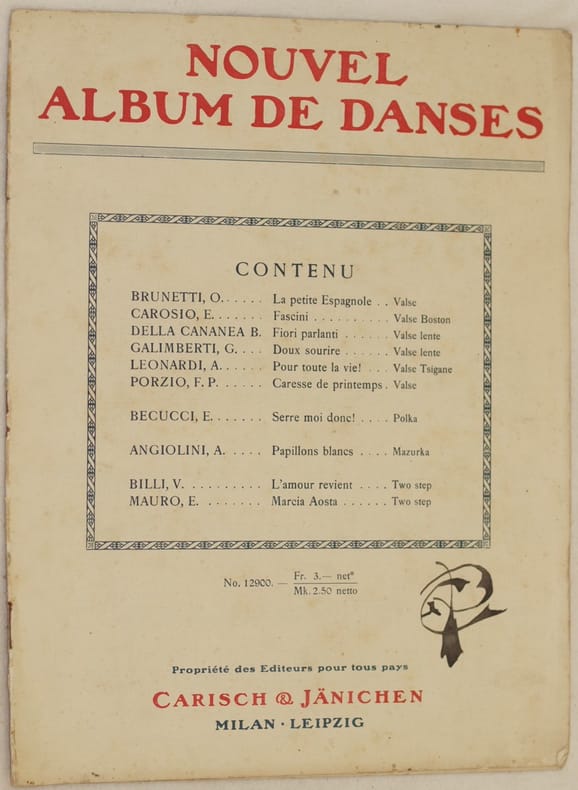 NOUVEL
ALBUM DE DANSES
CONTENU
BRUNETTI, O. . . . . . La petite Espagnole . . Valse
CAROSIO, E. . . . . . . Fascini . . . . . . . . . . Valse Boston
DELLA CANANEA B. Fiori parlanti . . . . . . Valse lente
GALIMBERTI, G. . . . . Doux sourire . . . . . . Valse lente
LEONARDI, A. . . . . . Pour toute la vie! . . . Valse Tsigane
PORZIO, F. P. . . . . . . Caresse de printemps . Valse
BECUCCI, E. . . . . . . . Serre moi donc! . . . . Polka
ANGIOLINI, A. . . . . . Papillons blancs . . . . Mazurka
BILLI, V. . . . . . . . . . . L'amour revient . . . . Two step
MAURO, E. . . . . . . . . Marcia Aosta . . . . . . Two step
No. 12900. — Fr. 3.— net*
Mk. 2.50 netto
Propriété des Editeurs pour tous pays
CARISCH & JÄNICHEN
MILAN · LEIPZIG